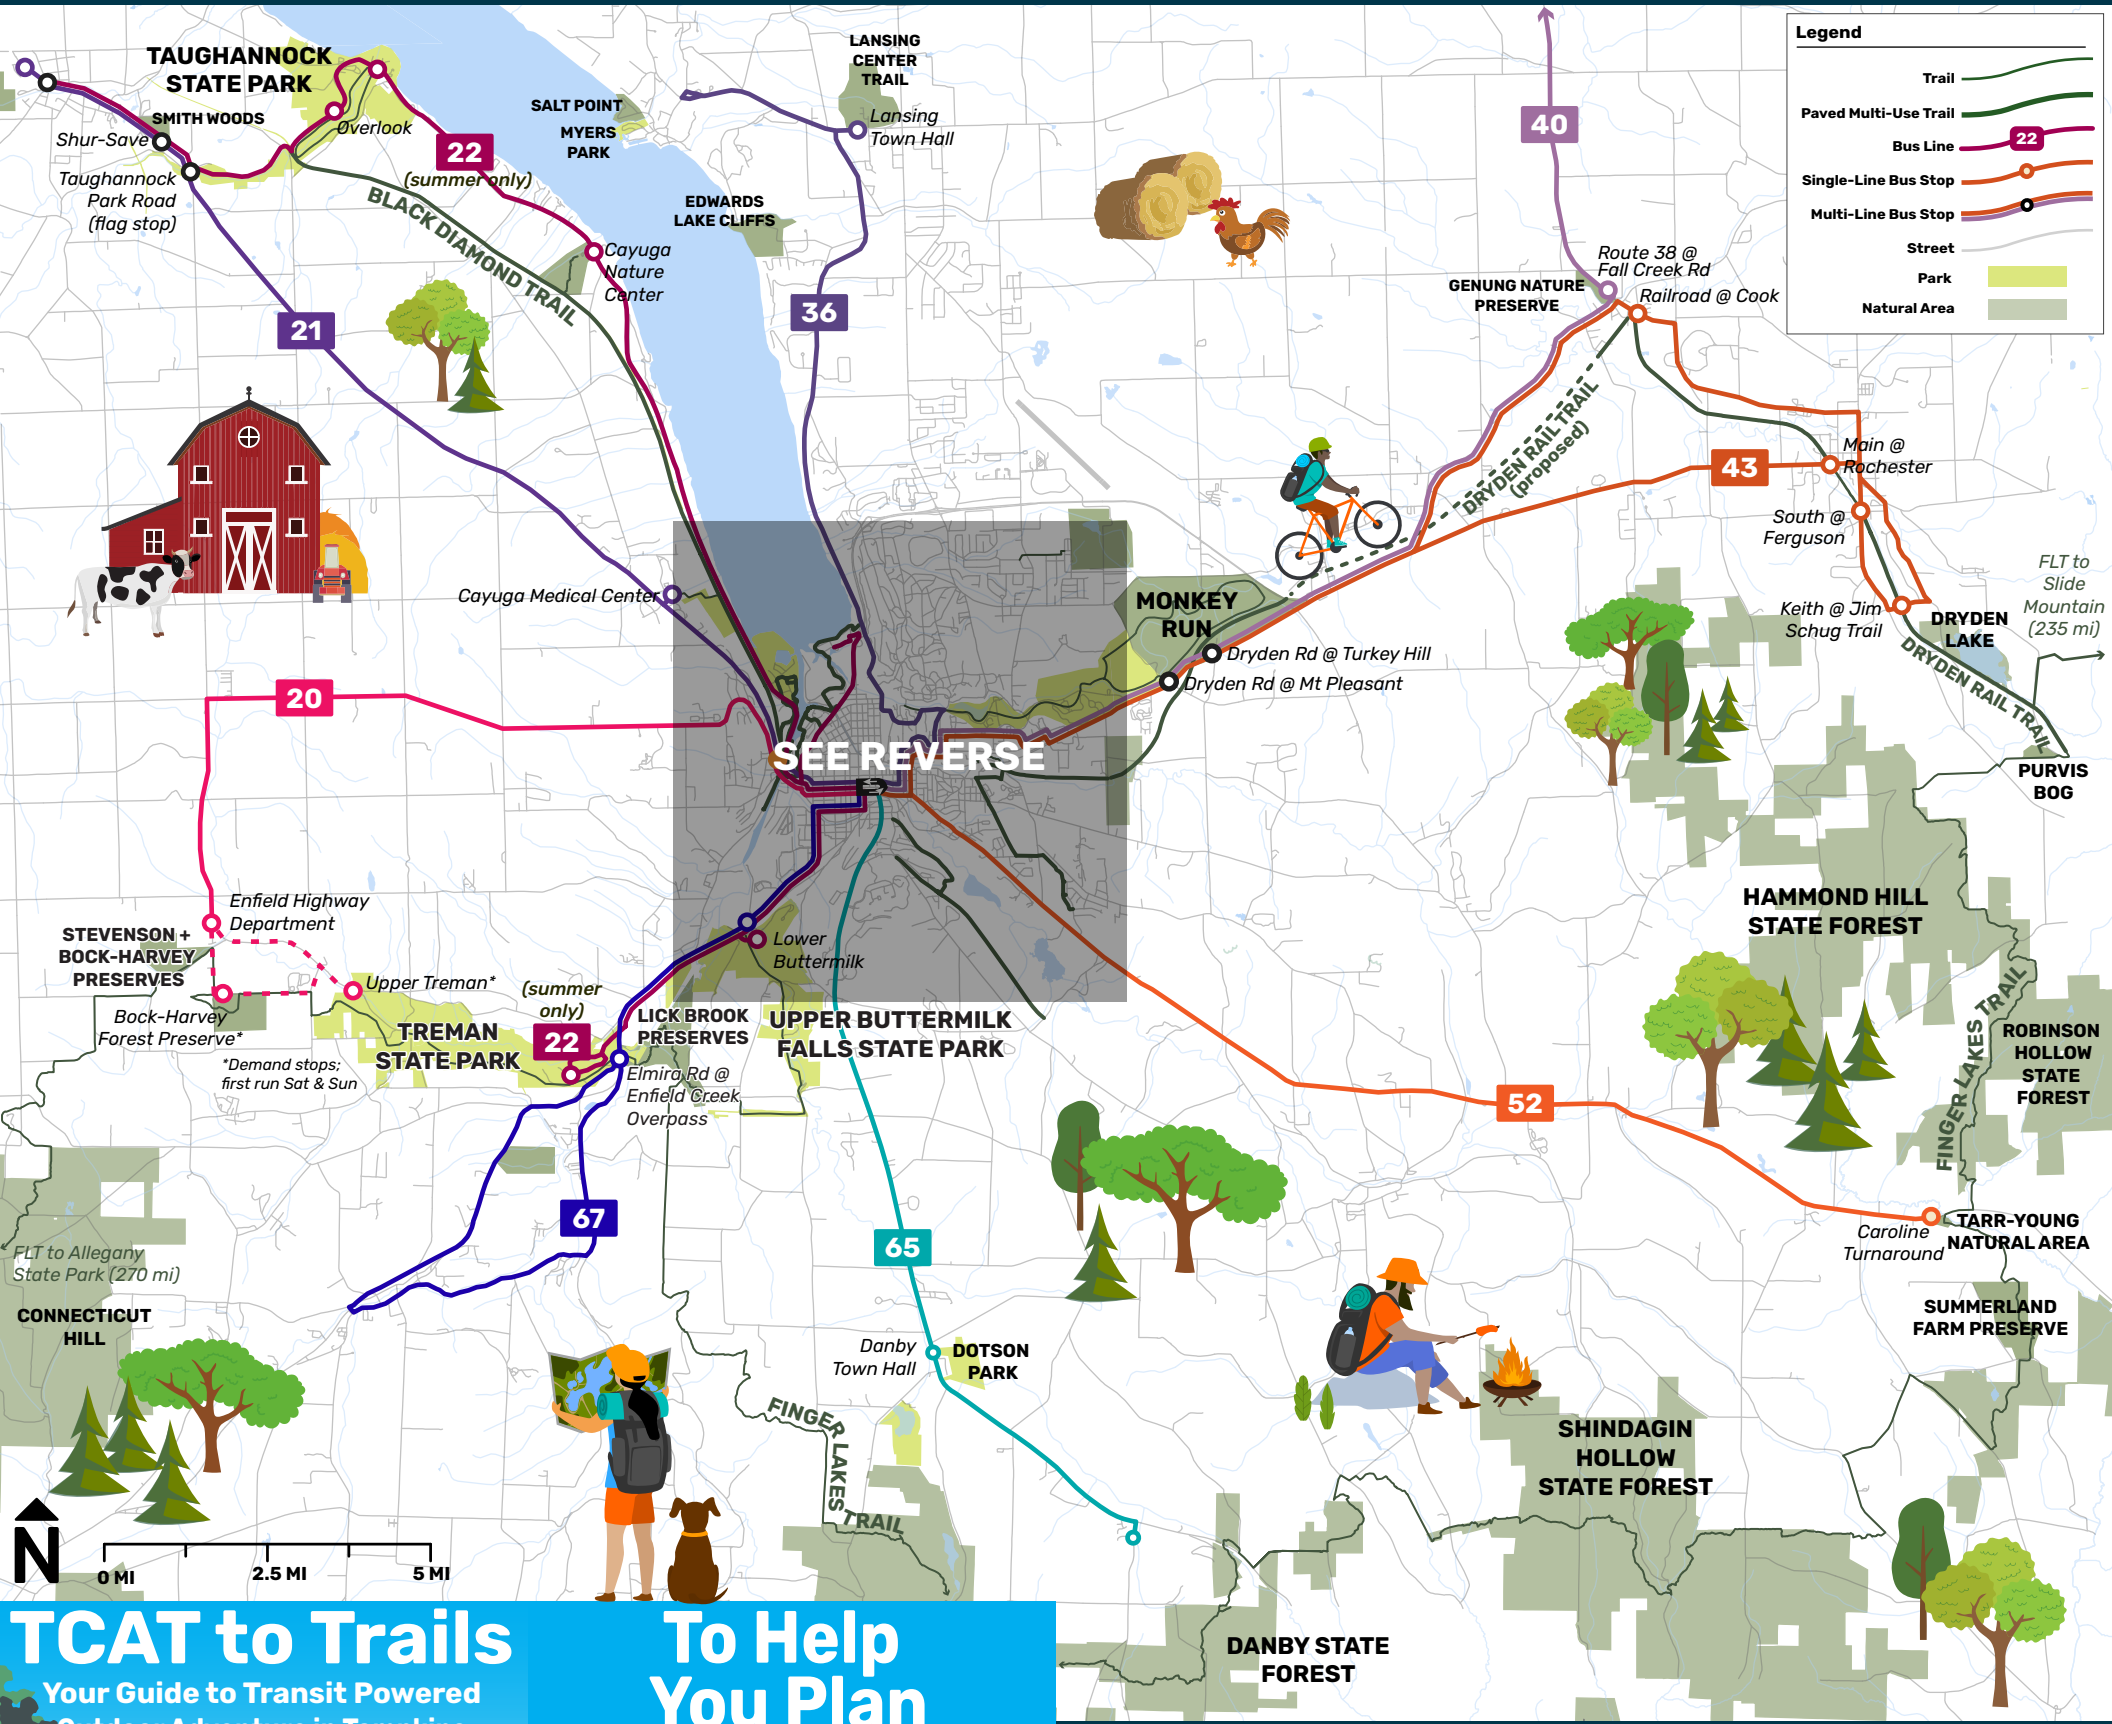 TAUGHANNOCK
STATE PARK
SMITH WOODS
Shur-Save
Overlook
Taughannock
Park Road
(flag stop)
22
(summer only)
BLACK DIAMOND TRAIL
SALT POINT
MYERS
PARK
LANSING
CENTER
TRAIL
Lansing
Town Hall
EDWARDS
LAKE CLIFFS
Cayuga
Nature
Center
21
36
40
Legend
Trail
Paved Multi-Use Trail
Bus Line
22
Single-Line Bus Stop
Multi-Line Bus Stop
Street
Park
Natural Area
Route 38 @
Fall Creek Rd
GENUNG NATURE
PRESERVE
Railroad @ Cook
DRYDEN RAIL TRAIL
(proposed)
43
Main @
Rochester
South @
Ferguson
Keith @ Jim
Schug Trail
DRYDEN
LAKE
FLT to
Slide
Mountain
(235 mi)
DRYDEN RAIL TRAIL
PURVIS
BOG
Cayuga Medical Center
MONKEY
RUN
Dryden Rd @ Turkey Hill
Dryden Rd @ Mt Pleasant
20
SEE REVERSE
Enfield Highway
Department
STEVENSON +
BOCK-HARVEY
PRESERVES
Upper Treman*
Bock-Harvey
Forest Preserve*
*Demand stops;
first run Sat & Sun
TREMAN
STATE PARK
(summer
only)
22
Lower
Buttermilk
LICK BROOK
PRESERVES
UPPER BUTTERMILK
FALLS STATE PARK
Elmira Rd @
Enfield Creek
Overpass
HAMMOND HILL
STATE FOREST
FINGER LAKES TRAIL
ROBINSON
HOLLOW
STATE
FOREST
52
67
65
Caroline
Turnaround
TARR-YOUNG
NATURAL AREA
FLT to Allegany
State Park (270 mi)
CONNECTICUT
HILL
SUMMERLAND
FARM PRESERVE
Danby
Town Hall
DOTSON
PARK
FINGER LAKES TRAIL
SHINDAGIN
HOLLOW
STATE FOREST
DANBY STATE
FOREST
N
0 MI
2.5 MI
5 MI
TCAT to Trails
Your Guide to Transit Powered
Outdoor Adventure in Tompkins
To Help
You Plan